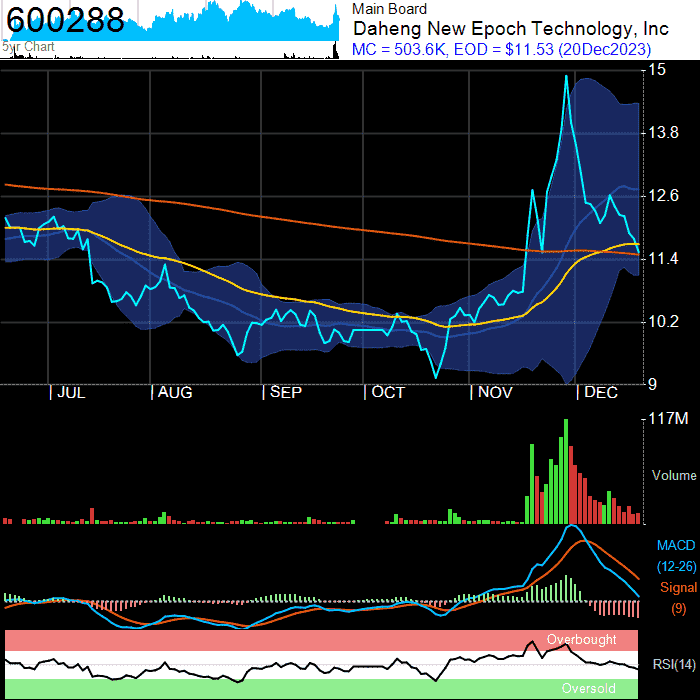 600288
5yr Chart
Main Board
Daheng New Epoch Technology, Inc
MC = 503.6K, EOD = $11.53 (20Dec2023)
15
13.8
12.6
11.4
10.2
9
| JUL | AUG | SEP | OCT | NOV | DEC
117M
Volume
MACD
(12-26)
Signal
(9)
Overbought
RSI(14)
Oversold